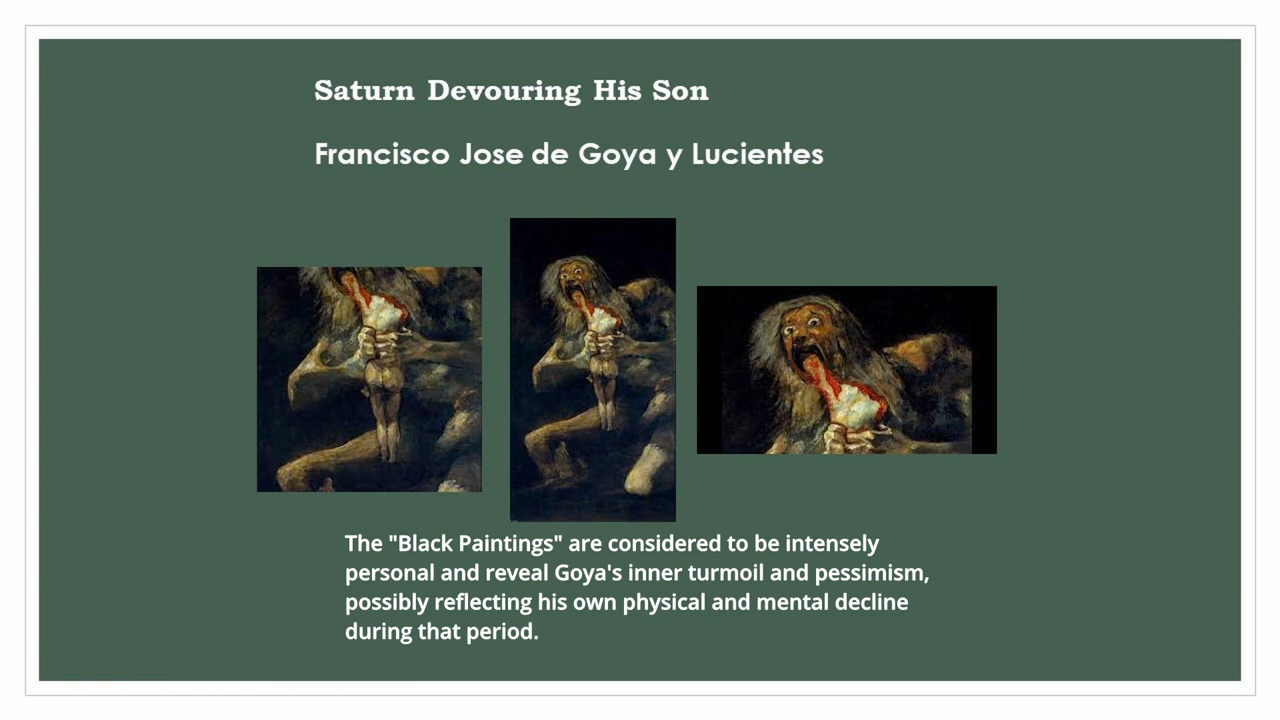 Saturn Devouring His Son
Francisco Jose de Goya y Lucientes
The "Black Paintings" are considered to be intensely
personal and reveal Goya's inner turmoil and pessimism,
possibly reflecting his own physical and mental decline
during that period.